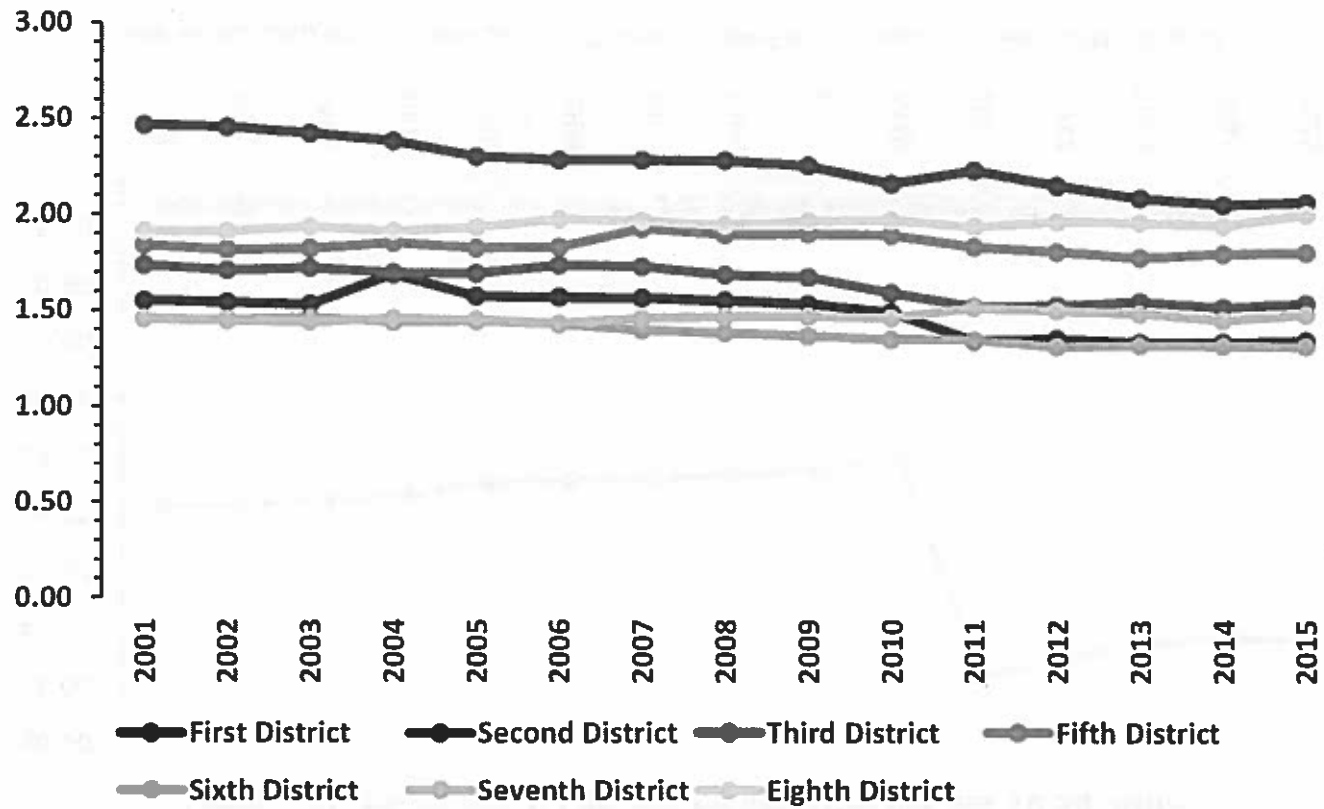 3.00
2.50
2.00
1.50
1.00
0.50
0.00
2001 2002 2003 2004 2005 2006 2007 2008 2009 2010 2011 2012 2013 2014 2015
First District Second District Third District Fifth District
Sixth District Seventh District Eighth District